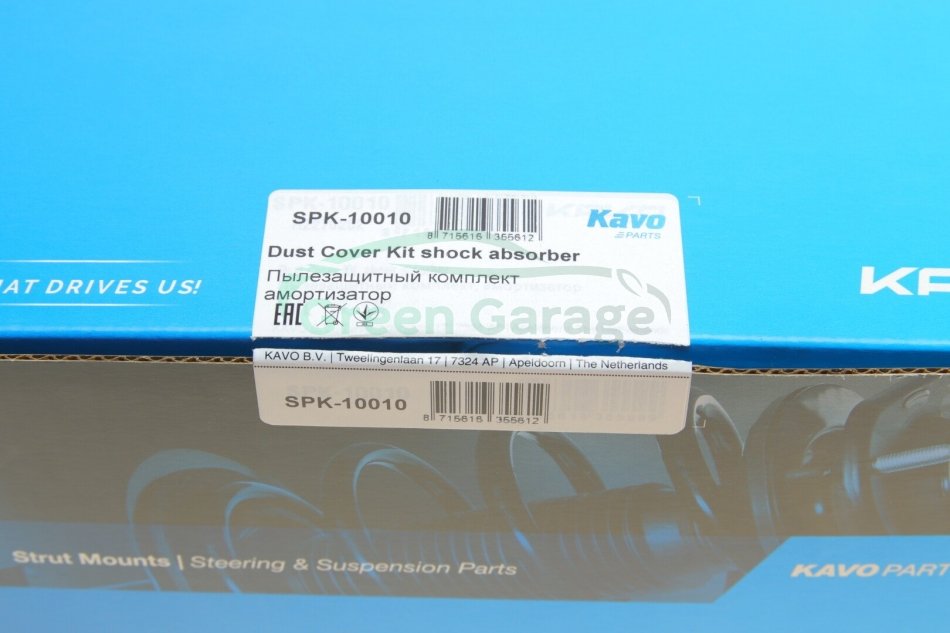 SPK-10010
8 715616 355612
Kavo
PARTS
Dust Cover Kit shock absorber
Пылезащитный комплект
амортизатор
EAC
Green Garage
AT DRIVES US!
KAVO B.V. | Tweelingenlaan 17 | 7324 AP | Apeldoorn | The Netherlands
SPK-10010
8 715616 355612
Strut Mounts | Steering & Suspension Parts
KAVO PART